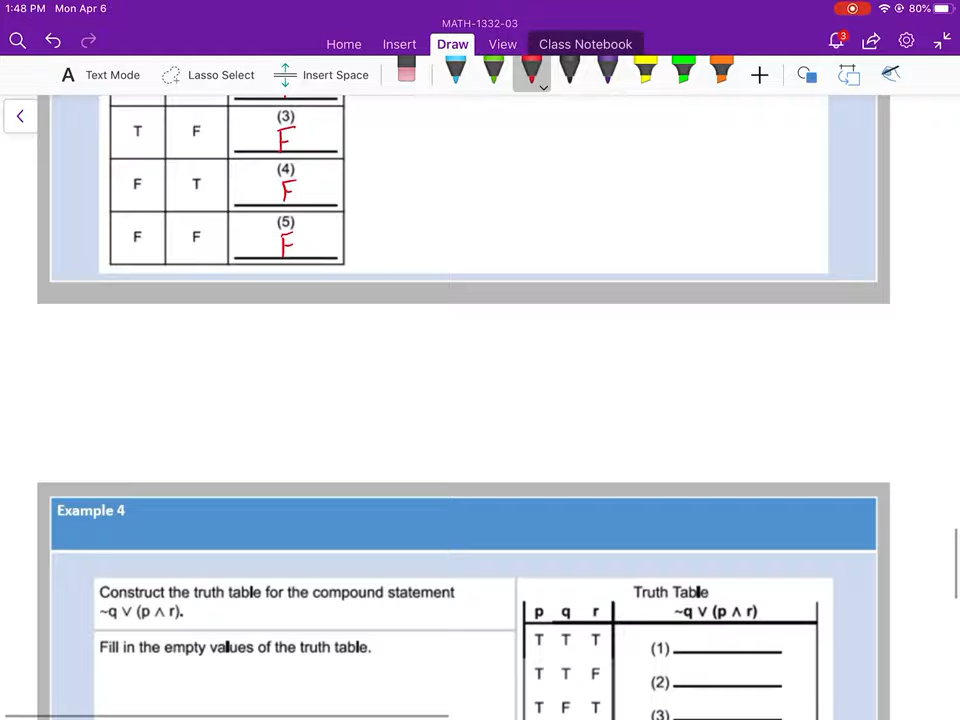 1:48 PM Mon Apr 6 80%
MATH-1332-03
Home Insert Draw View Class Notebook 3
A Text Mode Lasso Select Insert Space
T F (3) F
F T (4) F
F F (5) F
Example 4
Construct the truth table for the compound statement
~q ∨ (p ∧ r).
Fill in the empty values of the truth table.
Truth Table
p q r ~q ∨ (p ∧ r)
T T T (1)
T T F (2)
T F T (3)